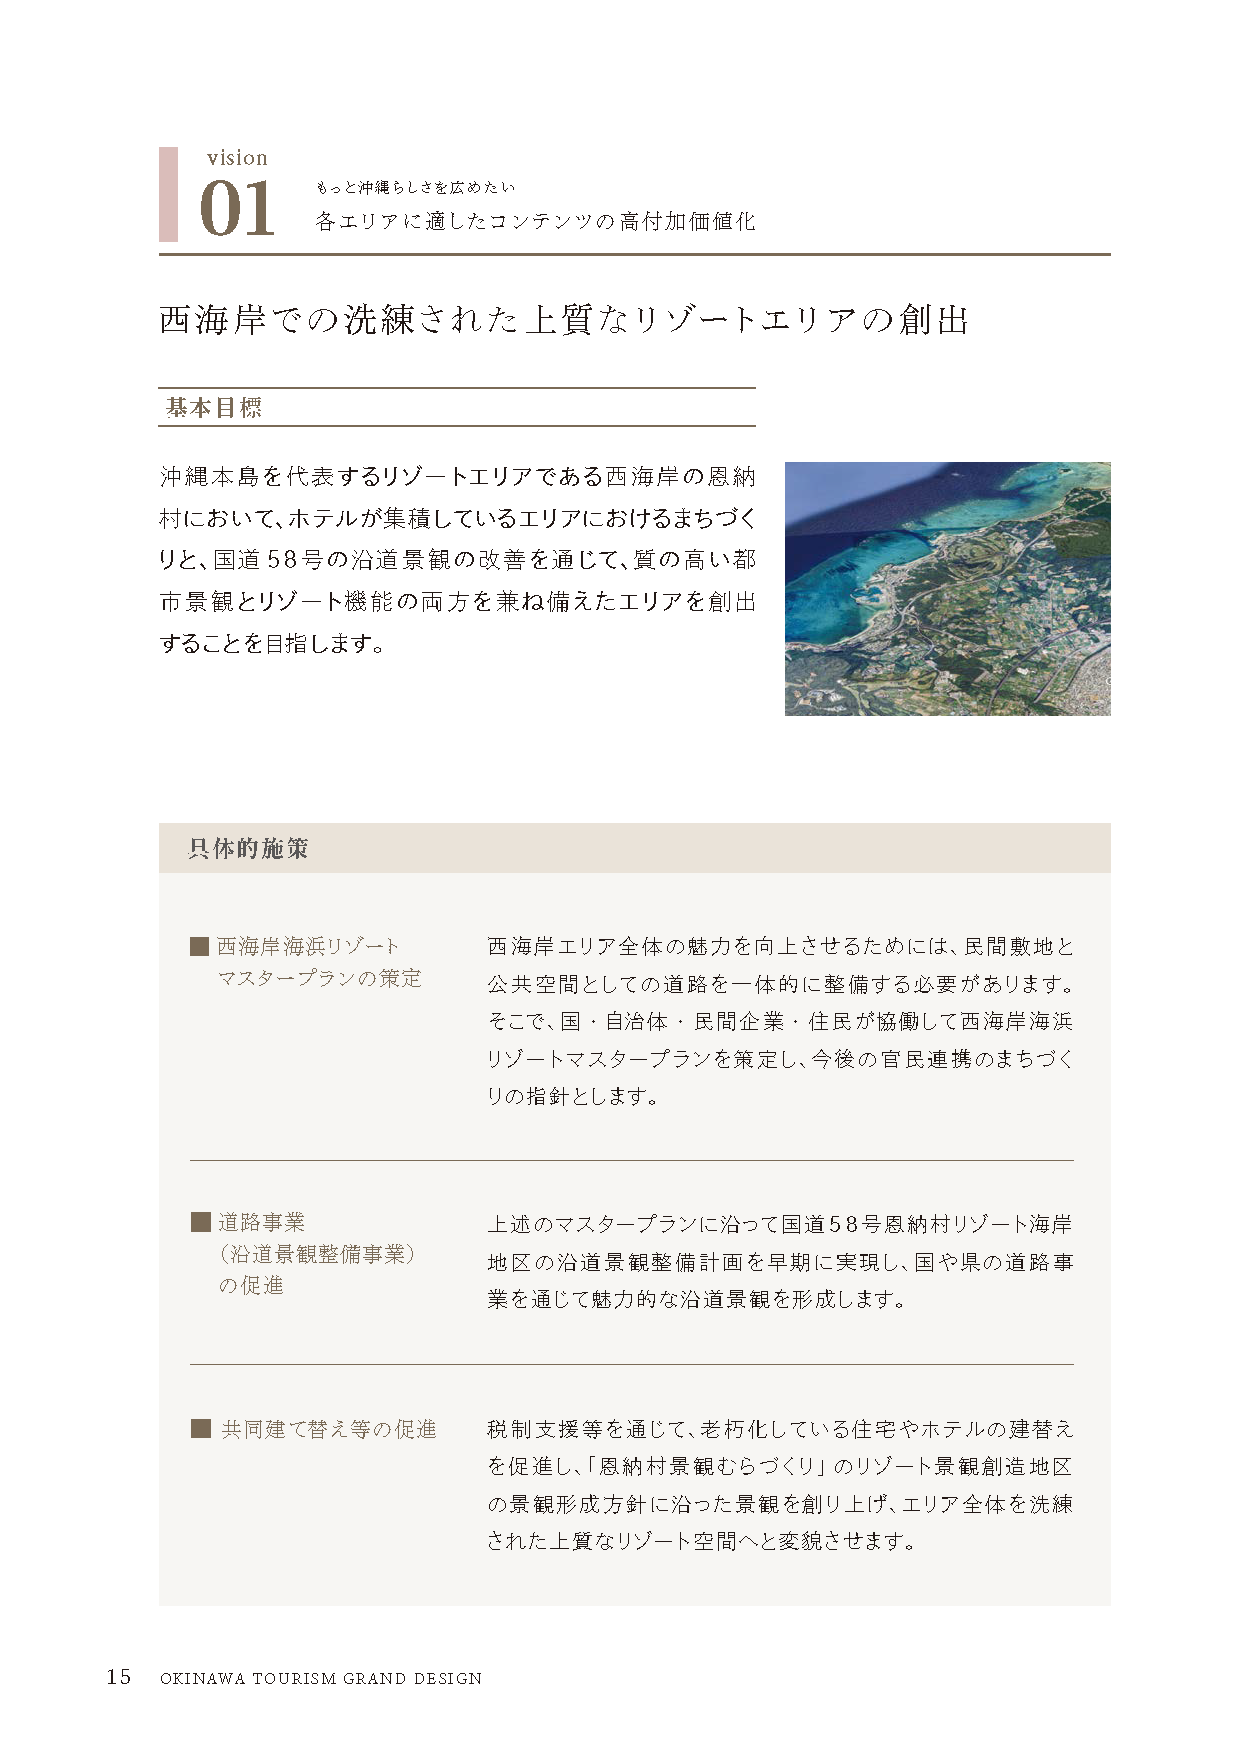 vision
01
もっと沖縄らしさを広めたい
各エリアに適したコンテンツの高付加価値化
西海岸での洗練された上質なリゾートエリアの創出
基本目標
沖縄本島を代表するリゾートエリアである西海岸の恩納
村において、ホテルが集積しているエリアにおけるまちづく
りと、国道58号の沿道景観の改善を通じて、質の高い都
市景観とリゾート機能の両方を兼ね備えたエリアを創出
することを目指します。
具体的施策
■ 西海岸海浜リゾート
マスタープランの策定
西海岸エリア全体の魅力を向上させるためには、民間敷地と
公共空間としての道路を一体的に整備する必要があります。
そこで、国・自治体・民間企業・住民が協働して西海岸海浜
リゾートマスタープランを策定し、今後の官民連携のまちづく
りの指針とします。
■ 道路事業
（沿道景観整備事業）
の促進
上述のマスタープランに沿って国道58号恩納村リゾート海岸
地区の沿道景観整備計画を早期に実現し、国や県の道路事
業を通じて魅力的な沿道景観を形成します。
■ 共同建て替え等の促進
税制支援等を通じて、老朽化している住宅やホテルの建替え
を促進し、「恩納村景観むらづくり」のリゾート景観創造地区
の景観形成方針に沿った景観を創り上げ、エリア全体を洗練
された上質なリゾート空間へと変貌させます。
15 OKINAWA TOURISM GRAND DESIGN